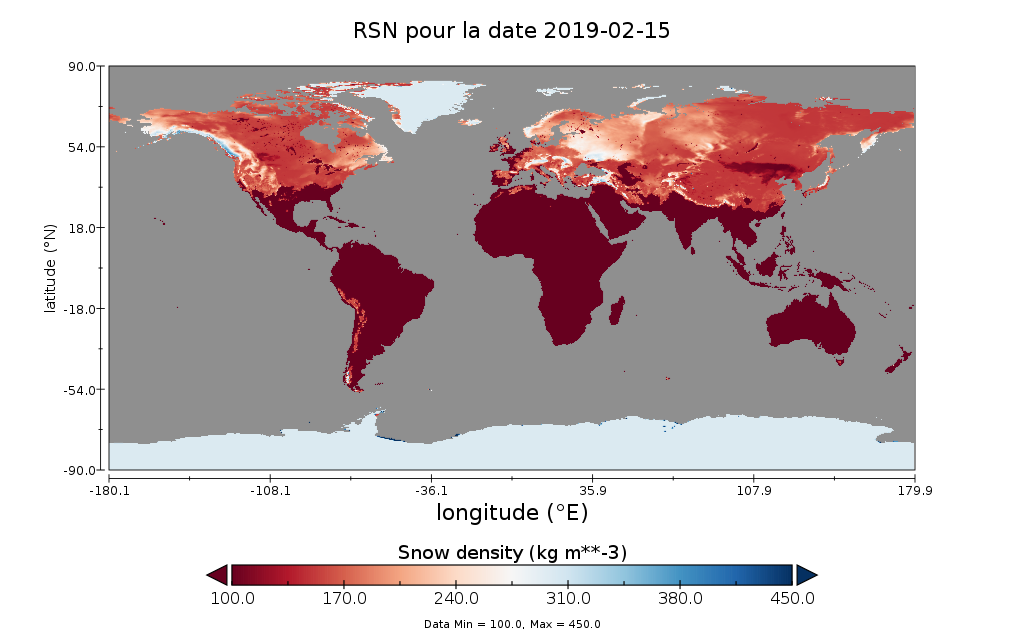 RSN pour la date 2019-02-15
90.0
54.0
18.0
-18.0
-54.0
-90.0
latitude (°N)
-180.1 -108.1 -36.1 35.9 107.9 179.9
longitude (°E)
Snow density (kg m**-3)
100.0 170.0 240.0 310.0 380.0 450.0
Data Min = 100.0, Max = 450.0